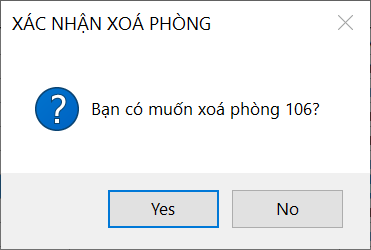 XÁC NHẬN XOÁ PHÒNG
Bạn có muốn xoá phòng 106?
Yes
No